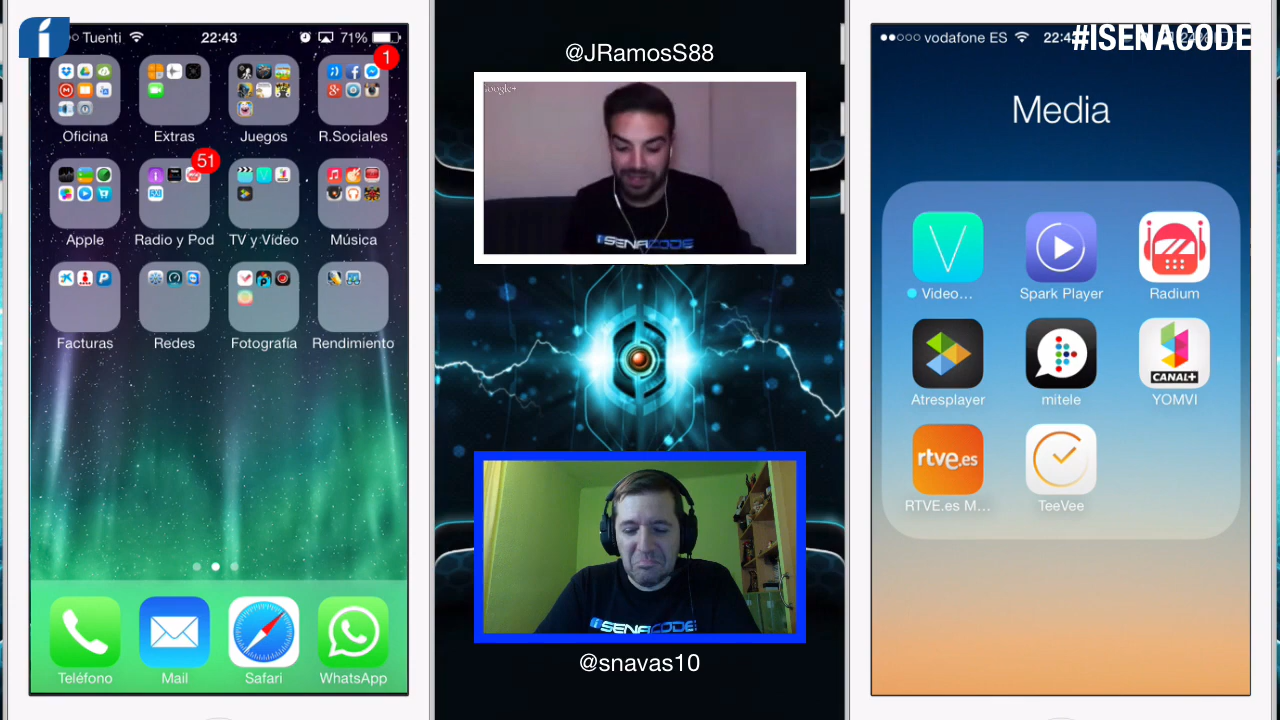 Tuenti
22:43
71%
1
Oficina
Extras
Juegos
R.Sociales
51
Apple
Radio y Pod
TV y Vídeo
Música
Facturas
Redes
Fotografía
Rendimiento
Teléfono
Mail
Safari
WhatsApp
@JRamosS88
ISENACODE
ISENACODE
@snavas10
vodafone ES
#ISENACODE
Media
Video...
Spark Player
Radium
Atresplayer
mitele
CANAL+
YOMVI
rtve.es
RTVE.es M...
TeeVee